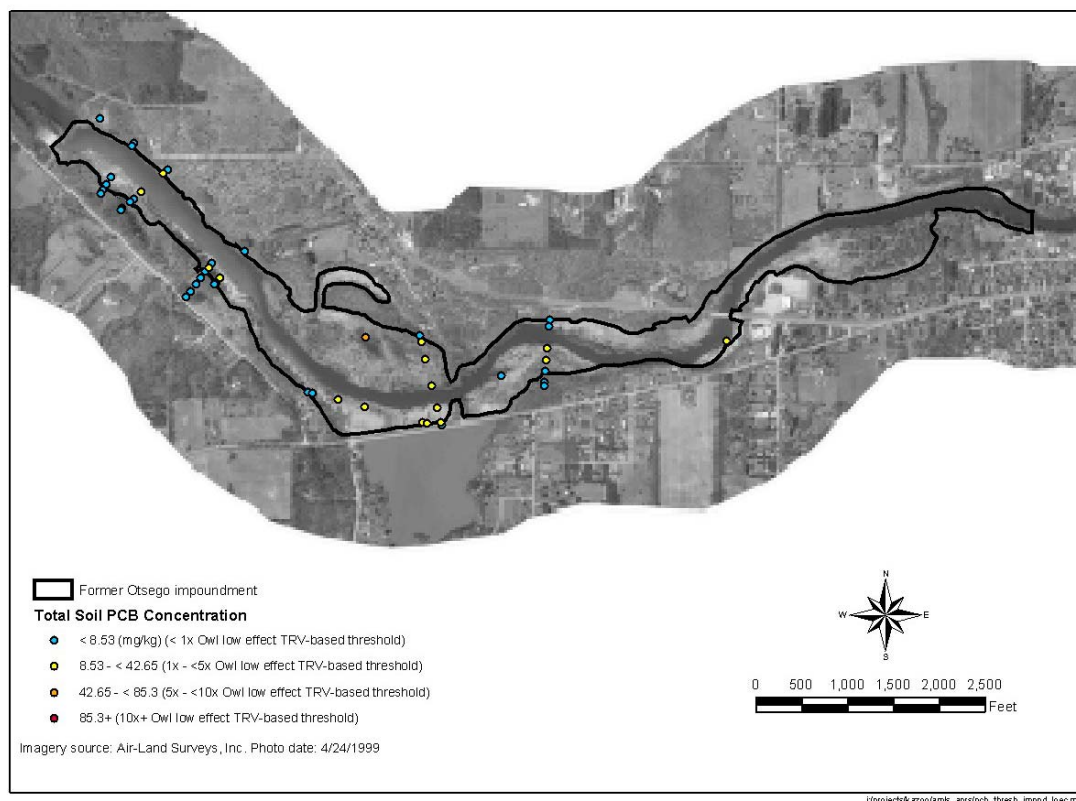 Former Otsego impoundment
Total Soil PCB Concentration
< 8.53 (mg/kg) (< 1x Owl low effect TRV-based threshold)
8.53 - < 42.65 (1x - <5x Owl low effect TRV-based threshold)
42.65 - < 85.3 (5x - <10x Owl low effect TRV-based threshold)
85.3+ (10x+ Owl low effect TRV-based threshold)
Imagery source: Air-Land Surveys, Inc. Photo date: 4/24/1999
N
W E
S
0 500 1,000 1,500 2,000 2,500
Feet